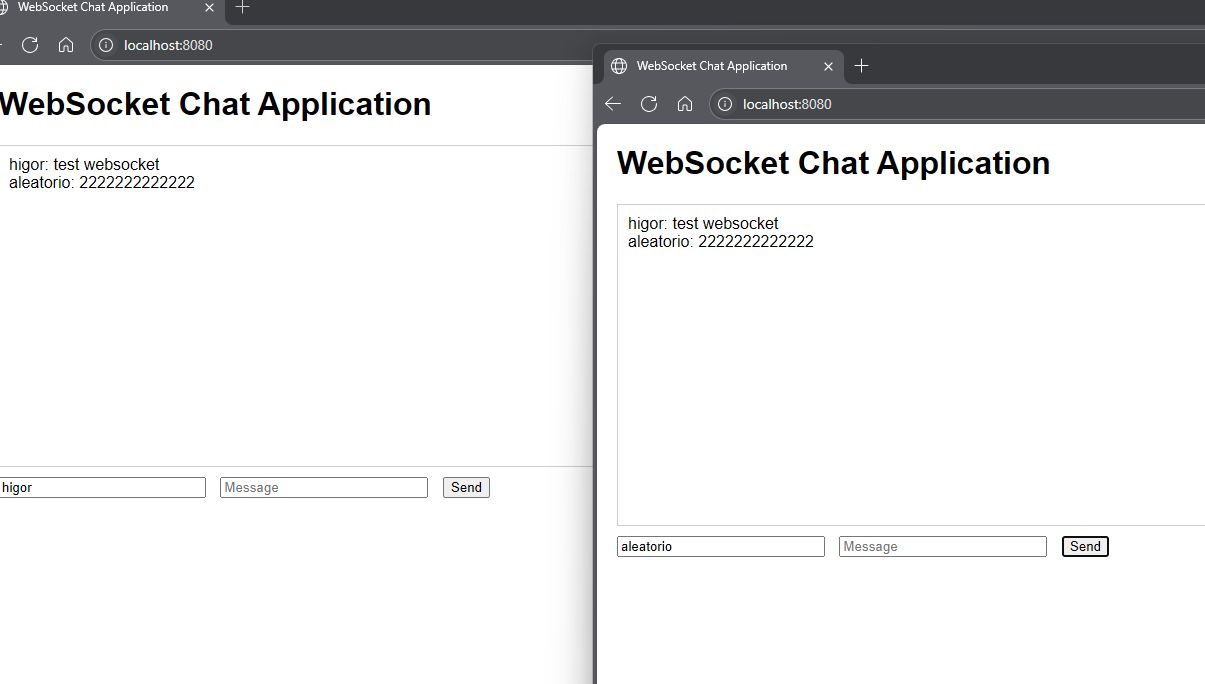 WebSocket Chat Application
localhost:8080
WebSocket Chat Application
higor: test websocket
aleatorio: 2222222222222
higor
Message
Send
WebSocket Chat Application
localhost:8080
WebSocket Chat Application
higor: test websocket
aleatorio: 2222222222222
aleatorio
Message
Send